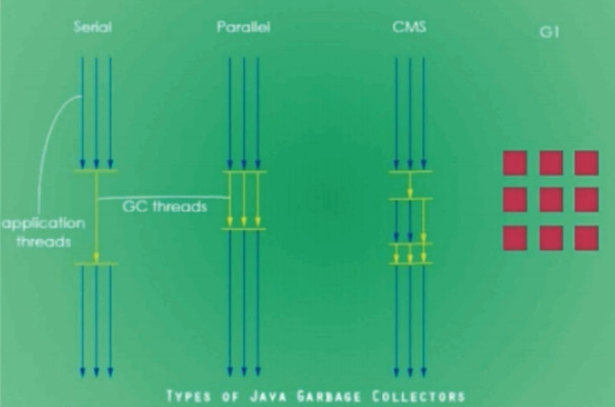 Serial
Parallel
CMS
G1
GC threads
application
threads
TYPES OF JAVA GARBAGE COLLECTORS